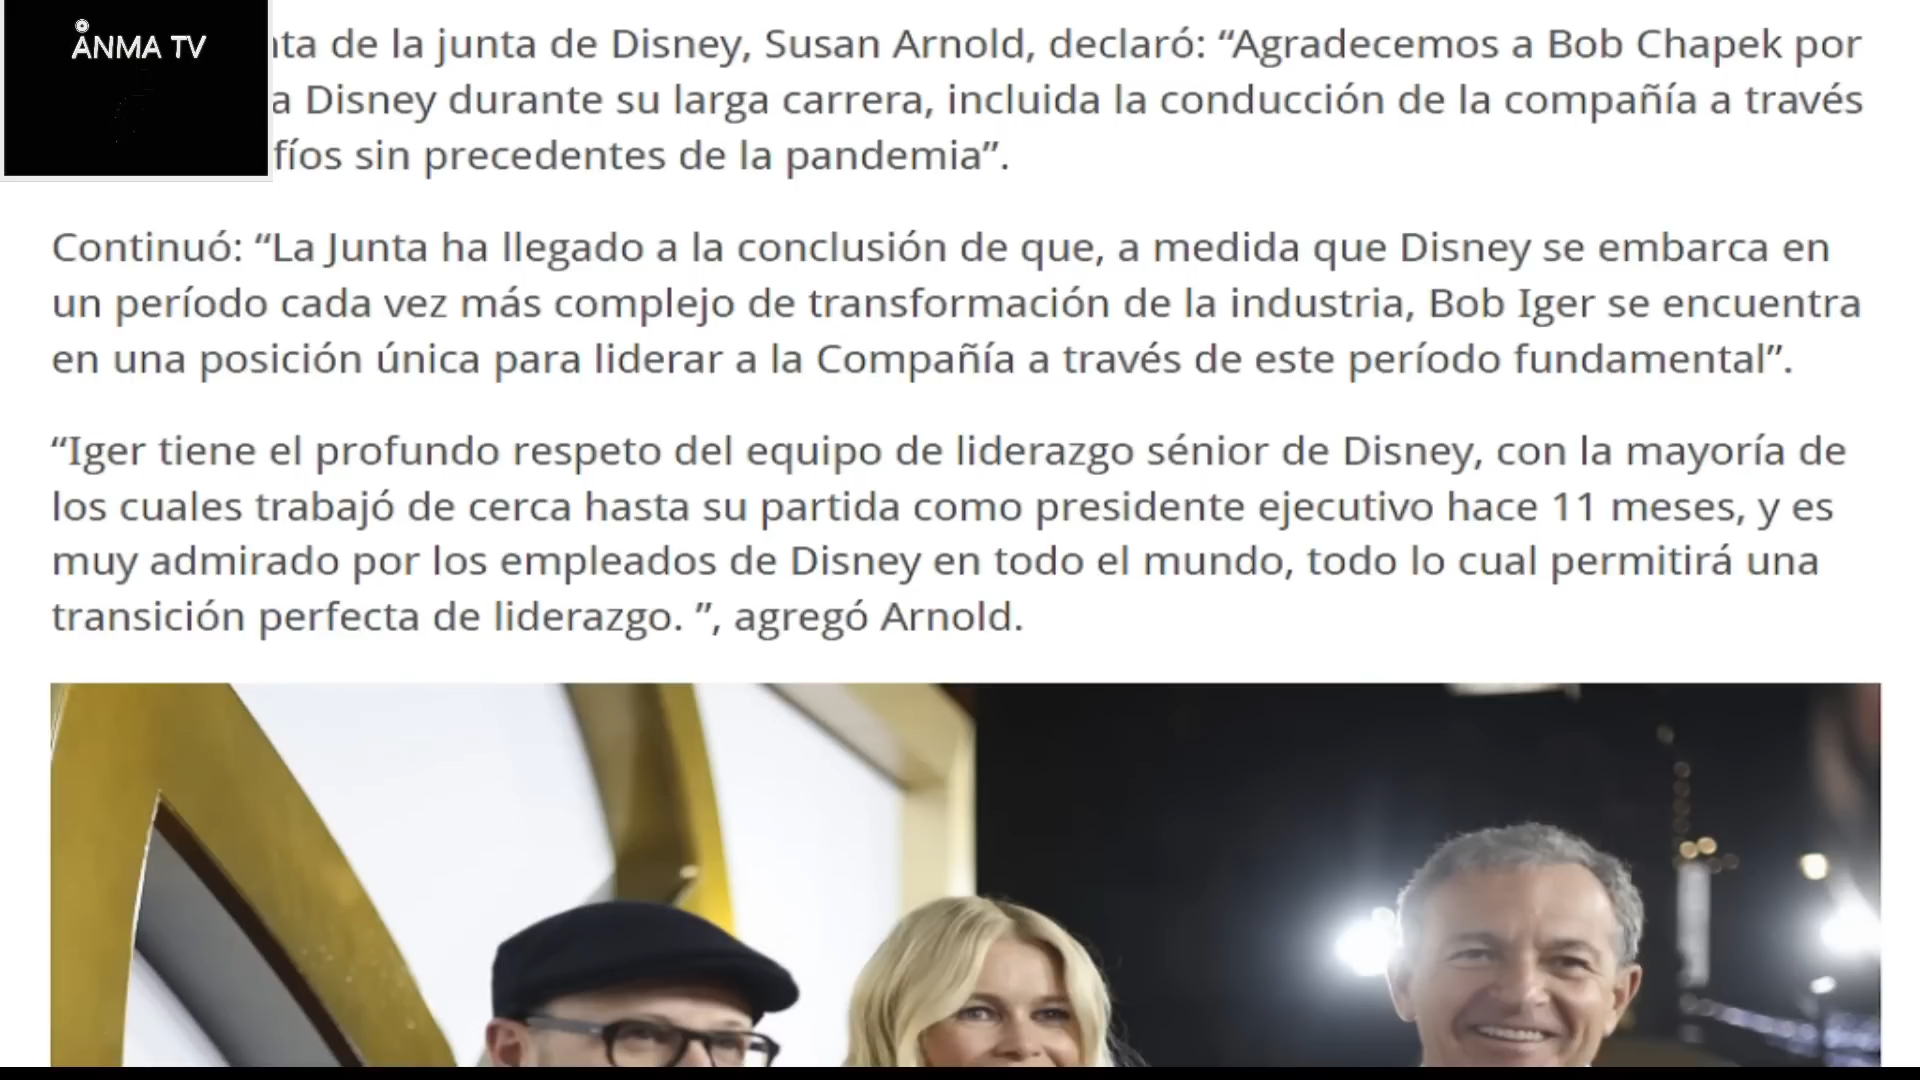 ANMA TV
de la junta de Disney, Susan Arnold, declaró: “Agradecemos a Bob Chapek por
a Disney durante su larga carrera, incluida la conducción de la compañía a través
sin precedentes de la pandemia”.
Continuó: “La Junta ha llegado a la conclusión de que, a medida que Disney se embarca en
un período cada vez más complejo de transformación de la industria, Bob Iger se encuentra
en una posición única para liderar a la Compañía a través de este período fundamental”.
“Iger tiene el profundo respeto del equipo de liderazgo sénior de Disney, con la mayoría de
los cuales trabajó de cerca hasta su partida como presidente ejecutivo hace 11 meses, y es
muy admirado por los empleados de Disney en todo el mundo, todo lo cual permitirá una
transición perfecta de liderazgo. ”, agregó Arnold.